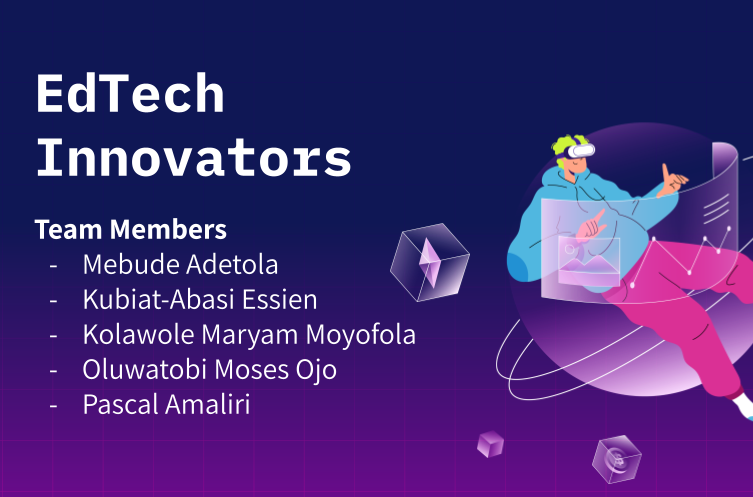 EdTech
Innovators
Team Members
- Mebude Adetola
- Kubiat-Abasi Essien
- Kolawole Maryam Moyofola
- Oluwatobi Moses Ojo
- Pascal Amaliri